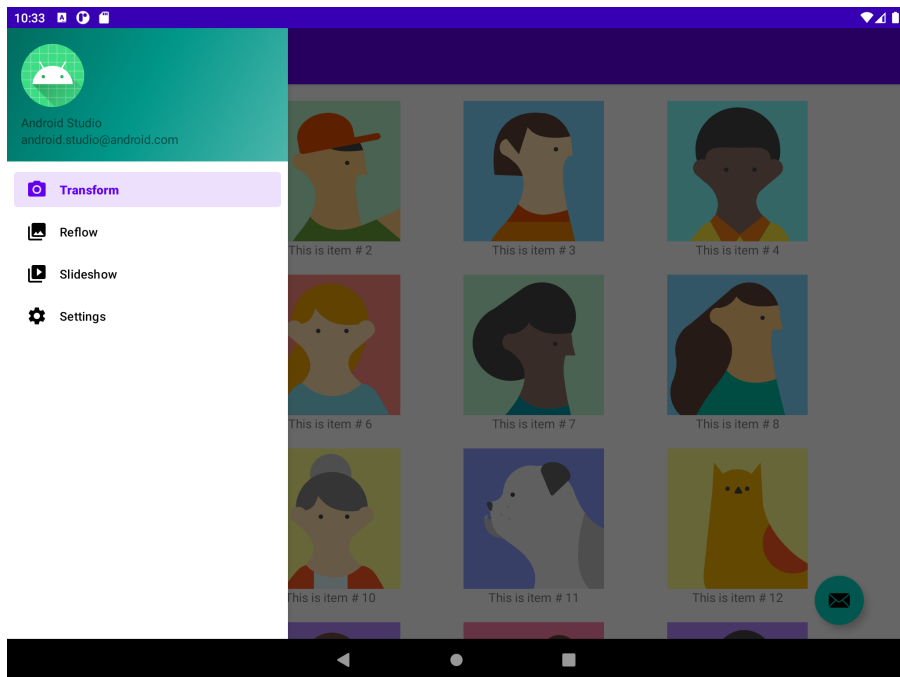 10:33
Android Studio
android.studio@android.com
Transform
Reflow
Slideshow
Settings
This is item # 2
This is item # 3
This is item # 4
This is item # 6
This is item # 7
This is item # 8
This is item # 10
This is item # 11
This is item # 12